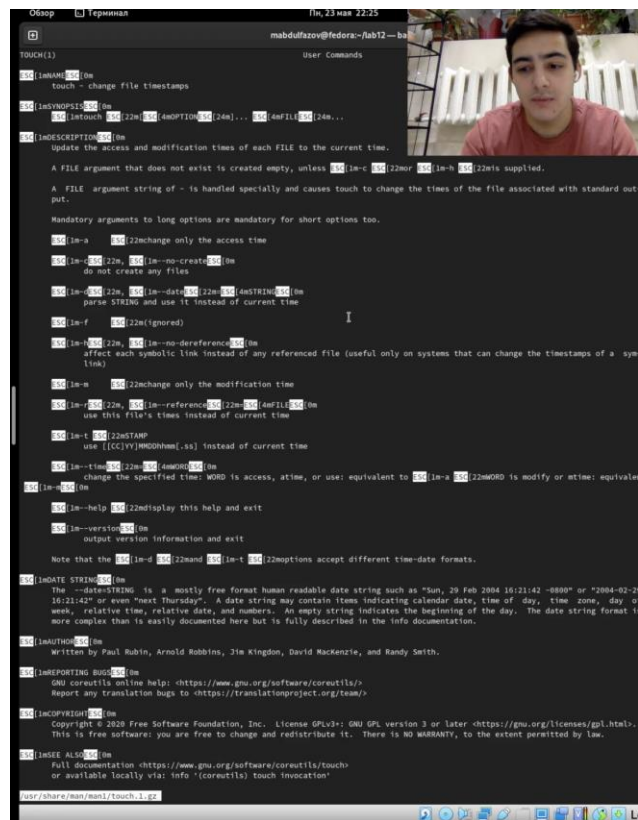 Обзор Терминал Пн, 23 мая 22:25
mabdulfazov@fedora:~/lab12 — ba
TOUCH(1) User Commands
ESC[1mNAMEESC[0m
touch - change file timestamps
ESC[1mSYNOPSISESC[0m
ESC[1mtouch ESC[22m[ESC[4mOPTIONESC[24m]... ESC[4mFILEESC[24m...
ESC[1mDESCRIPTIONESC[0m
Update the access and modification times of each FILE to the current time.
A FILE argument that does not exist is created empty, unless ESC[1m-c ESC[22mor ESC[1m-h ESC[22mis supplied.
A FILE argument string of - is handled specially and causes touch to change the times of the file associated with standard out
put.
Mandatory arguments to long options are mandatory for short options too.
ESC[1m-a ESC[22mchange only the access time
ESC[1m-cESC[22m, ESC[1m--no-createESC[0m
do not create any files
ESC[1m-dESC[22m, ESC[1m--dateESC[22m=ESC[4mSTRINGESC[0m
parse STRING and use it instead of current time
ESC[1m-f ESC[22m(ignored)
ESC[1m-hESC[22m, ESC[1m--no-dereferenceESC[0m
affect each symbolic link instead of any referenced file (useful only on systems that can change the timestamps of a sym
link)
ESC[1m-m ESC[22mchange only the modification time
ESC[1m-rESC[22m, ESC[1m--referenceESC[22m=ESC[4mFILEESC[0m
use this file's times instead of current time
ESC[1m-t ESC[22mSTAMP
use [[CC]YY]MMDDhhmm[.ss] instead of current time
ESC[1m--timeESC[22m=ESC[4mWORDESC[0m
change the specified time: WORD is access, atime, or use: equivalent to ESC[1m-a ESC[22mWORD is modify or mtime: equivale
ESC[1m-mESC[0m
ESC[1m--help ESC[22mdisplay this help and exit
ESC[1m--versionESC[0m
output version information and exit
Note that the ESC[1m-d ESC[22mand ESC[1m-t ESC[22moptions accept different time-date formats.
ESC[1mDATE STRINGESC[0m
The --date=STRING is a mostly free format human readable date string such as "Sun, 29 Feb 2004 16:21:42 -0800" or "2004-02-29
16:21:42" or even "next Thursday". A date string may contain items indicating calendar date, time of day, time zone, day o
week, relative time, relative date, and numbers. An empty string indicates the beginning of the day. The date string format i
more complex than is easily documented here but is fully described in the info documentation.
ESC[1mAUTHORESC[0m
Written by Paul Rubin, Arnold Robbins, Jim Kingdon, David MacKenzie, and Randy Smith.
ESC[1mREPORTING BUGSESC[0m
GNU coreutils online help: <https://www.gnu.org/software/coreutils/>
Report any translation bugs to <https://translationproject.org/team/>
ESC[1mCOPYRIGHTESC[0m
Copyright © 2020 Free Software Foundation, Inc. License GPLv3+: GNU GPL version 3 or later <https://gnu.org/licenses/gpl.html>.
This is free software: you are free to change and redistribute it. There is NO WARRANTY, to the extent permitted by law.
ESC[1mSEE ALSOESC[0m
Full documentation <https://www.gnu.org/software/coreutils/touch>
or available locally via: info '(coreutils) touch invocation'
/usr/share/man/man1/touch.1.gz